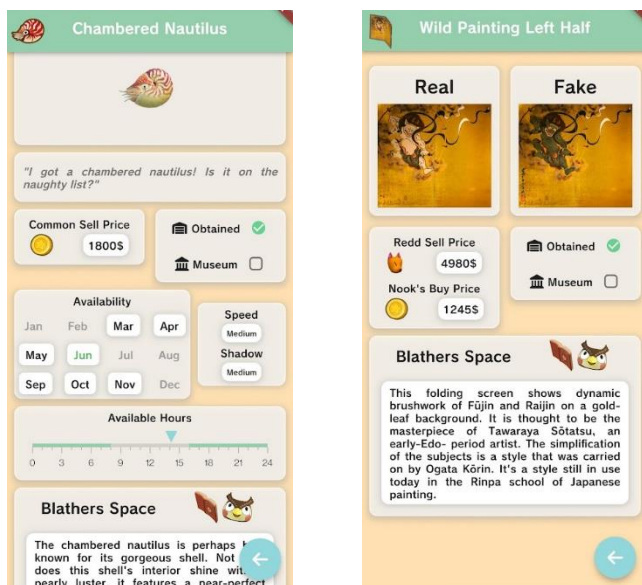 Chambered Nautilus
"I got a chambered nautilus! Is it on the
naughty list?"
Common Sell Price
1800$
Obtained
Museum
Availability
Jan Feb Mar Apr
May Jun Jul Aug
Sep Oct Nov Dec
Speed
Medium
Shadow
Medium
Available Hours
0 3 6 9 12 15 18 21 24
Blathers Space
The chambered nautilus is perhaps
known for its gorgeous shell. Not
does this shell's interior shine
pearly luster, it features a near-perfect
Wild Painting Left Half
Real
Fake
Redd Sell Price
4980$
Nook's Buy Price
1245$
Obtained
Museum
Blathers Space
This folding screen shows dynamic
brushwork of Fūjin and Raijin on a gold-
leaf background. It is thought to be the
masterpiece of Tawaraya Sōtatsu, an
early-Edo- period artist. The simplification
of the subjects is a style that was carried
on by Ogata Kōrin. It's a style still in use
today in the Rinpa school of Japanese
painting.